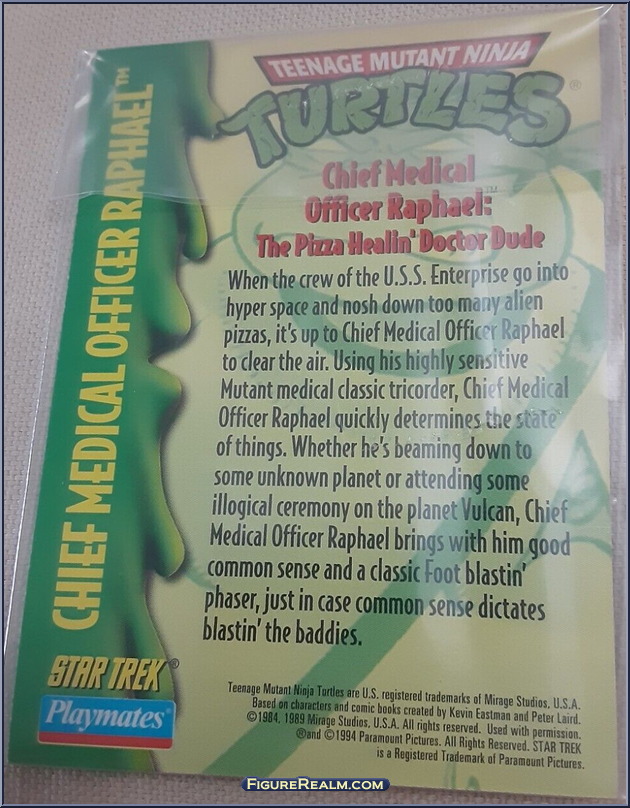 TEENAGE MUTANT NINJA
TURTLES®
CHIEF MEDICAL OFFICER RAPHAEL™
Chief Medical
Officer Raphael:™
The Pizza Healin' Doctor Dude
When the crew of the U.S.S. Enterprise go into
hyper space and nosh down too many alien
pizzas, it's up to Chief Medical Officer Raphael
to clear the air. Using his highly sensitive
Mutant medical classic tricorder, Chief Medical
Officer Raphael quickly determines the state
of things. Whether he's beaming down to
some unknown planet or attending some
illogical ceremony on the planet Vulcan, Chief
Medical Officer Raphael brings with him good
common sense and a classic Foot blastin'
phaser, just in case common sense dictates
blastin' the baddies.
STAR TREK®
Playmates®
Teenage Mutant Ninja Turtles are U.S. registered trademarks of Mirage Studios, U.S.A.
Based on characters and comic books created by Kevin Eastman and Peter Laird.
©1984, 1989 Mirage Studios, U.S.A. All rights reserved. Used with permission.
®and ©1994 Paramount Pictures. All Rights Reserved. STAR TREK
is a Registered Trademark of Paramount Pictures.
FIGUREREALM.COM